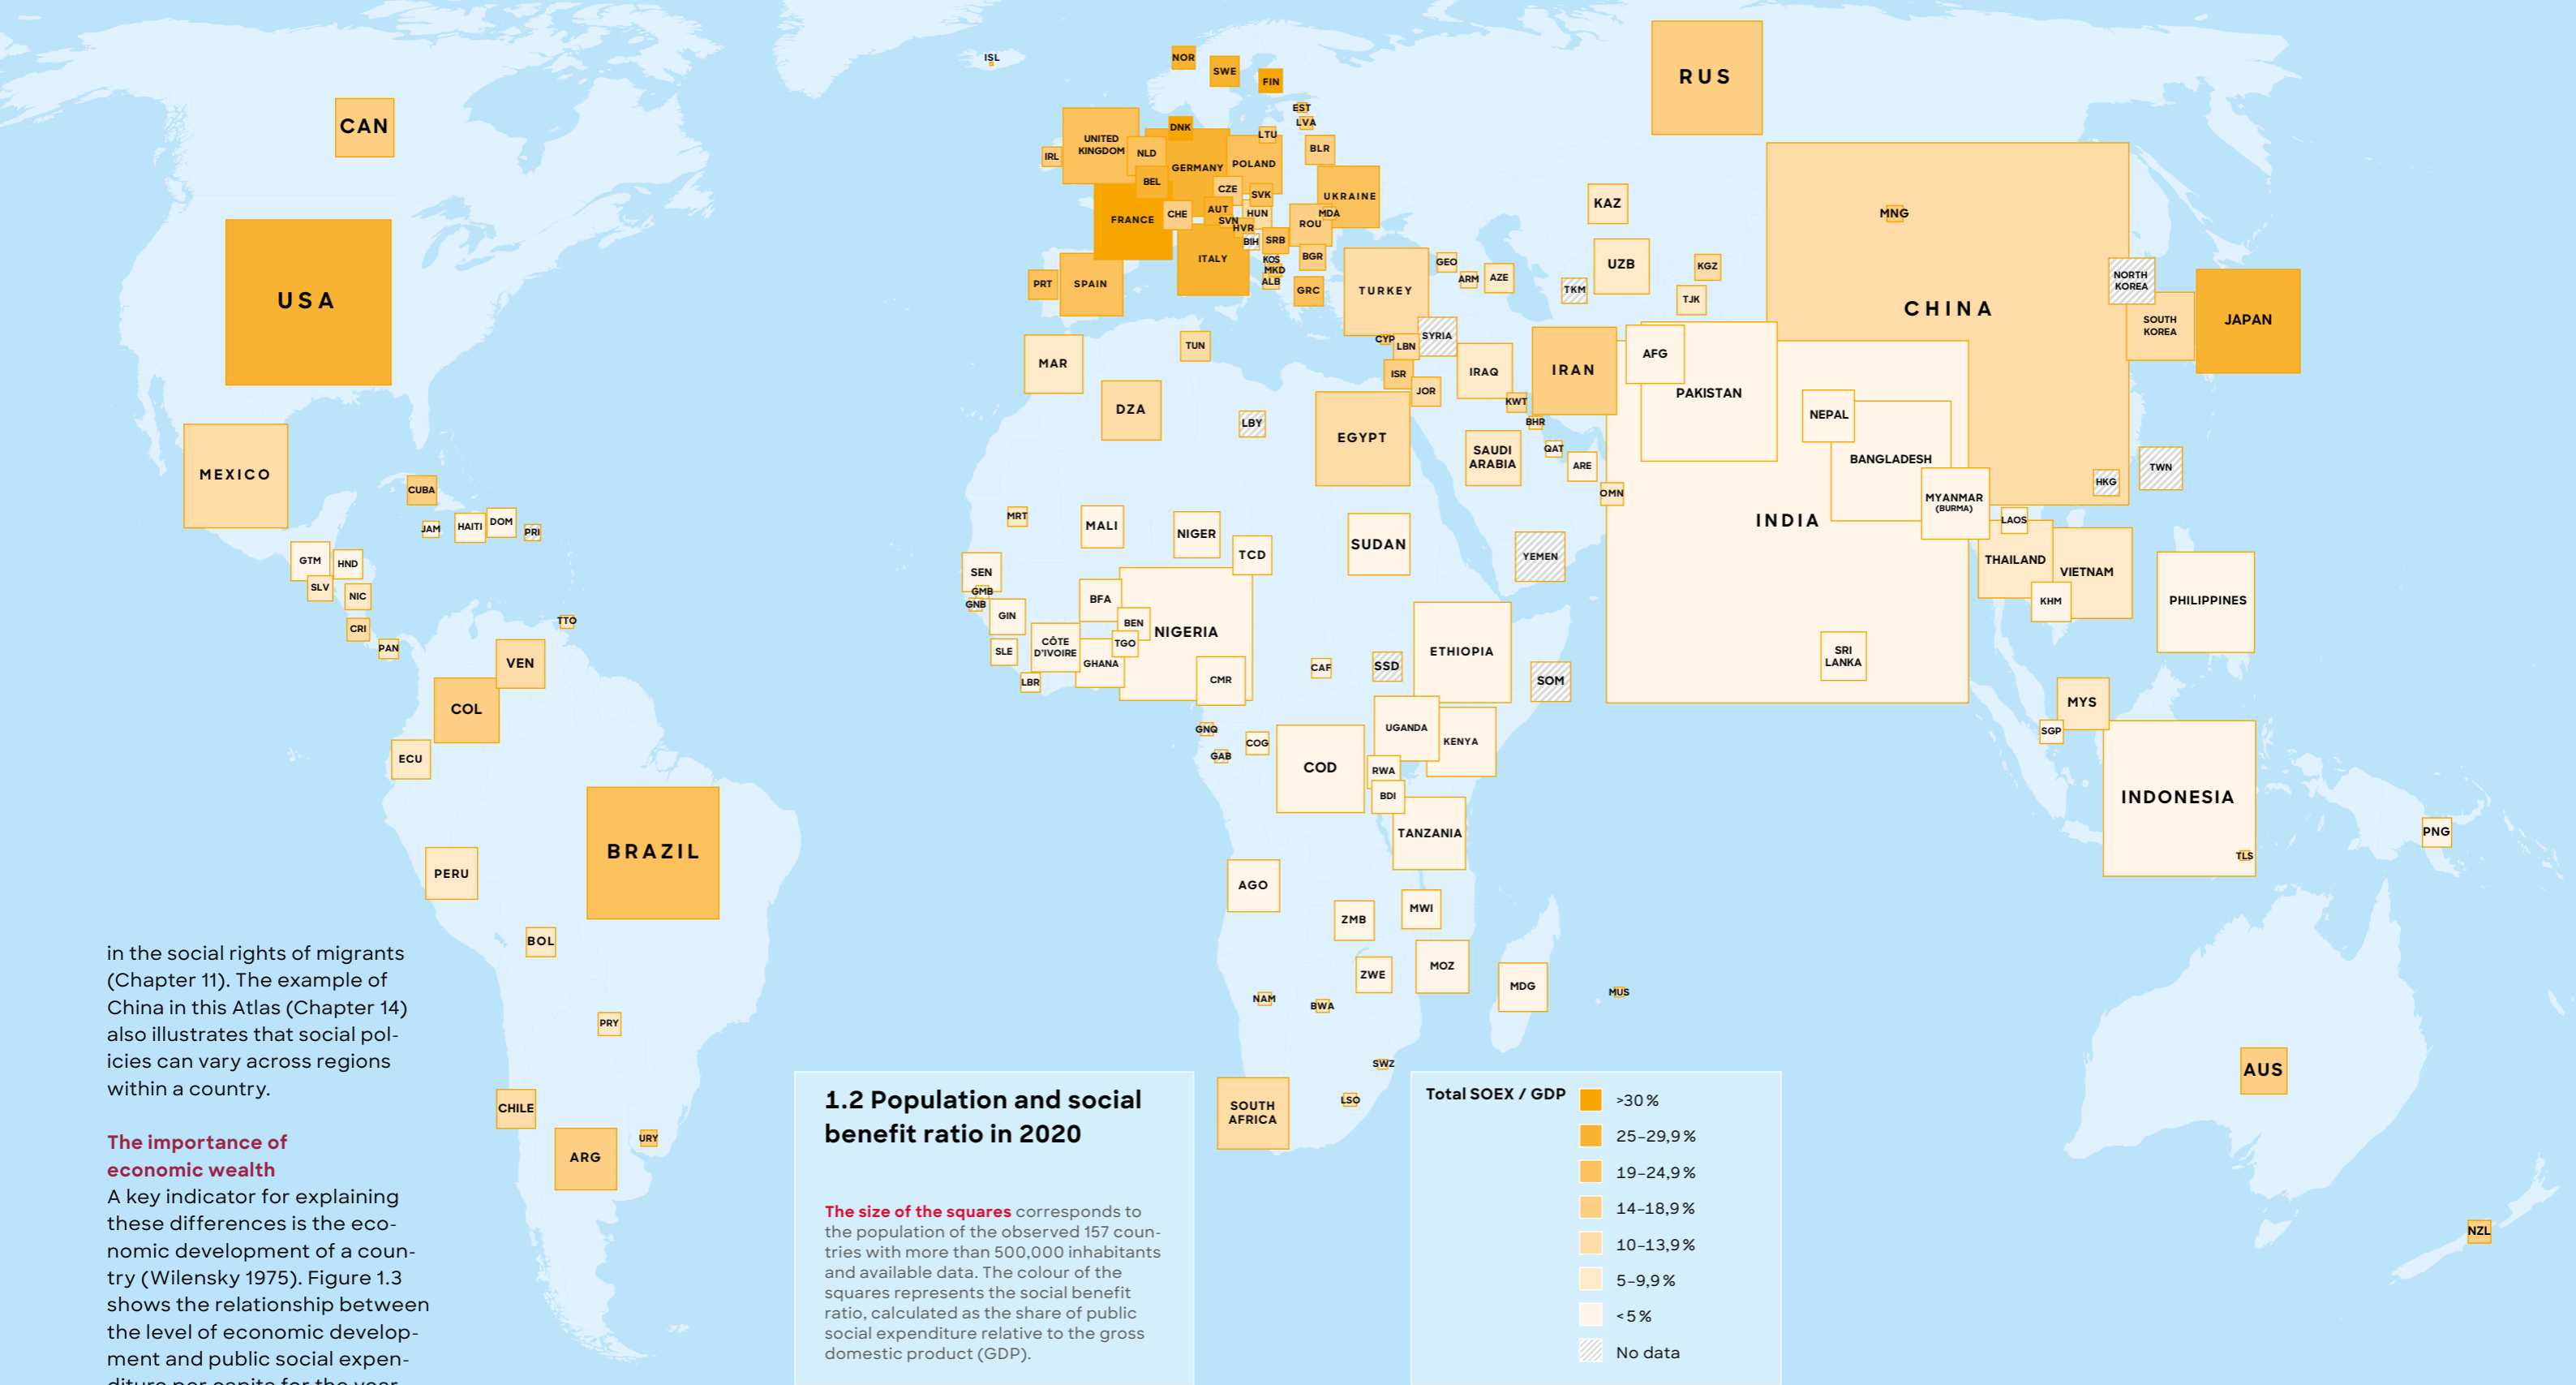 ISL
NOR
SWE
FIN
RUS
CAN
EST
LVA
DNK
LTU
UNITED
KINGDOM
IRL
NLD
GERMANY
POLAND
BLR
BEL
CZE
SVK
UKRAINE
FRANCE
CHE
AUT
HUN
SVN
HVR
BIH
SRB
ROU
MDA
BGR
ITALY
KOS
MKD
ALB
GRC
PRT
SPAIN
TURKEY
GEO
ARM
AZE
KAZ
UZB
TKM
KGZ
TJK
MNG
CHINA
NORTH
KOREA
SOUTH
KOREA
JAPAN
USA
MEXICO
CUBA
JAM
HAITI
DOM
PRI
GTM
HND
SLV
NIC
CRI
PAN
TTO
VEN
COL
ECU
BRAZIL
PERU
BOL
PRY
CHILE
ARG
URY
MAR
TUN
DZA
LBY
EGYPT
CYP
LBN
SYRIA
ISR
JOR
IRAQ
KWT
IRAN
BHR
QAT
ARE
SAUDI
ARABIA
OMN
YEMEN
AFG
PAKISTAN
NEPAL
BANGLADESH
INDIA
MYANMAR
(BURMA)
SRI
LANKA
HKG
TWN
LAOS
THAILAND
VIETNAM
KHM
PHILIPPINES
MYS
SGP
INDONESIA
TLS
PNG
MRT
MALI
NIGER
TCD
SUDAN
SEN
GMB
GNB
GIN
SLE
LBR
CÔTE
D'IVOIRE
BFA
BEN
TGO
GHANA
NIGERIA
CMR
CAF
SSD
ETHIOPIA
SOM
GNQ
GAB
COG
COD
UGANDA
KENYA
RWA
BDI
TANZANIA
AGO
ZMB
MWI
ZWE
MOZ
MDG
MUS
NAM
BWA
SWZ
LSO
SOUTH
AFRICA
AUS
NZL
in the social rights of migrants
(Chapter 11). The example of
China in this Atlas (Chapter 14)
also illustrates that social pol-
icies can vary across regions
within a country.
The importance of
economic wealth
A key indicator for explaining
these differences is the eco-
nomic development of a coun-
try (Wilensky 1975). Figure 1.3
shows the relationship between
the level of economic develop-
ment and public social expen-
diture per capita for the year
1.2 Population and social
benefit ratio in 2020
The size of the squares corresponds to
the population of the observed 157 coun-
tries with more than 500,000 inhabitants
and available data. The colour of the
squares represents the social benefit
ratio, calculated as the share of public
social expenditure relative to the gross
domestic product (GDP).
Total SOEX / GDP
>30 %
25–29,9 %
19–24,9 %
14–18,9 %
10–13,9 %
5–9,9 %
<5 %
No data